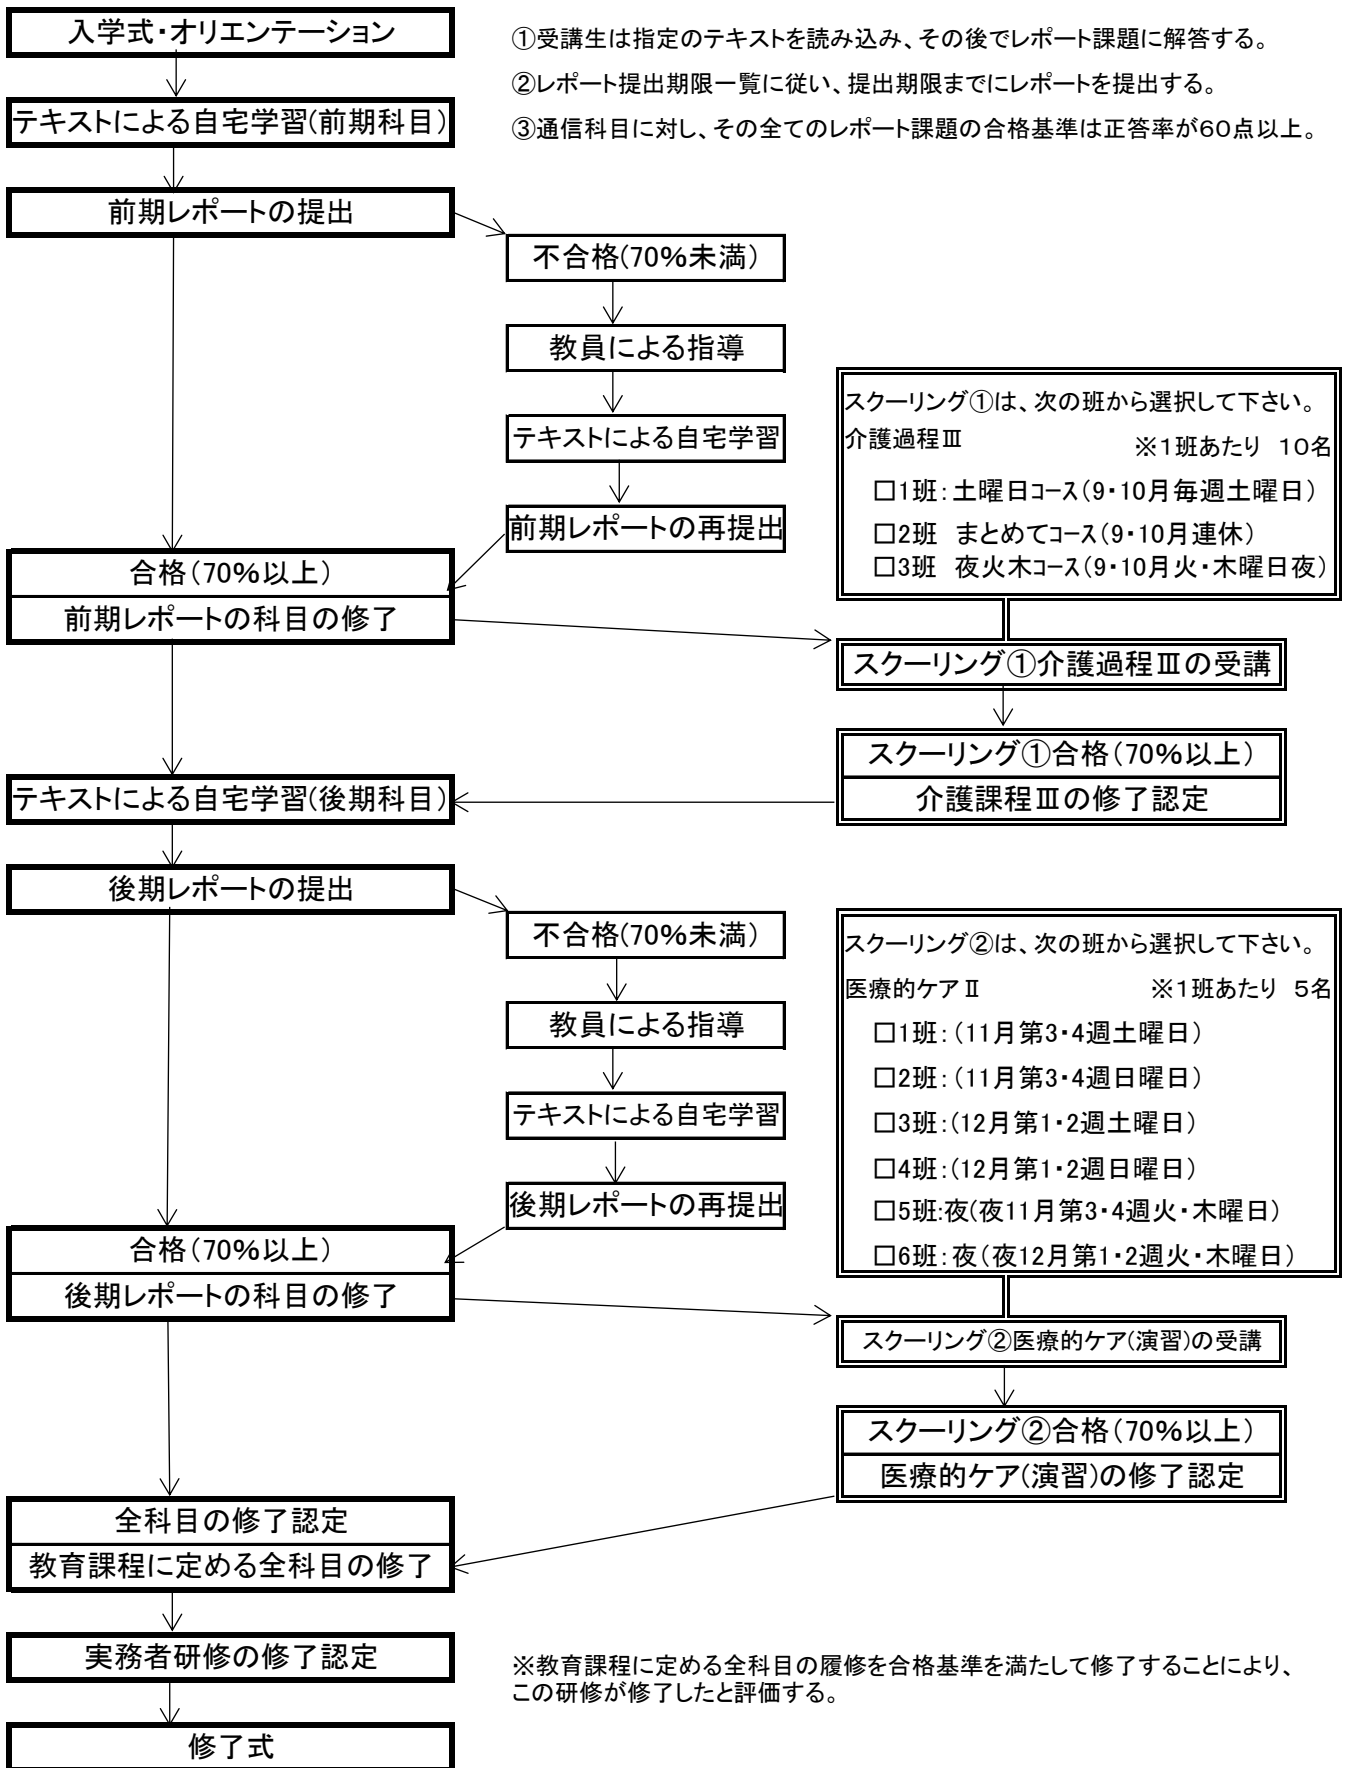 入学式・オリエンテーション
①受講生は指定のテキストを読み込み、その後でレポート課題に解答する。
②レポート提出期限一覧に従い、提出期限までにレポートを提出する。
テキストによる自宅学習(前期科目)
③通信科目に対し、その全てのレポート課題の合格基準は正答率が60点以上。
前期レポートの提出
不合格(70%未満)
教員による指導
テキストによる自宅学習
前期レポートの再提出
合格(70%以上)
前期レポートの科目の修了
スクーリング①は、次の班から選択して下さい。
介護過程Ⅲ ※1班あたり 10名
□1班:土曜日コース(9・10月毎週土曜日)
□2班 まとめてコース(9・10月連休)
□3班 夜火木コース(9・10月火・木曜日夜)
スクーリング①介護過程Ⅲの受講
スクーリング①合格(70%以上)
介護課程Ⅲの修了認定
テキストによる自宅学習(後期科目)
後期レポートの提出
不合格(70%未満)
教員による指導
テキストによる自宅学習
後期レポートの再提出
合格(70%以上)
後期レポートの科目の修了
スクーリング②は、次の班から選択して下さい。
医療的ケアⅡ ※1班あたり 5名
□1班:(11月第3・4週土曜日)
□2班:(11月第3・4週日曜日)
□3班:(12月第1・2週土曜日)
□4班:(12月第1・2週日曜日)
□5班:夜(夜11月第3・4週火・木曜日)
□6班:夜(夜12月第1・2週火・木曜日)
スクーリング②医療的ケア(演習)の受講
スクーリング②合格(70%以上)
医療的ケア(演習)の修了認定
全科目の修了認定
教育課程に定める全科目の修了
実務者研修の修了認定
※教育課程に定める全科目の履修を合格基準を満たして修了することにより、
この研修が修了したと評価する。
修了式